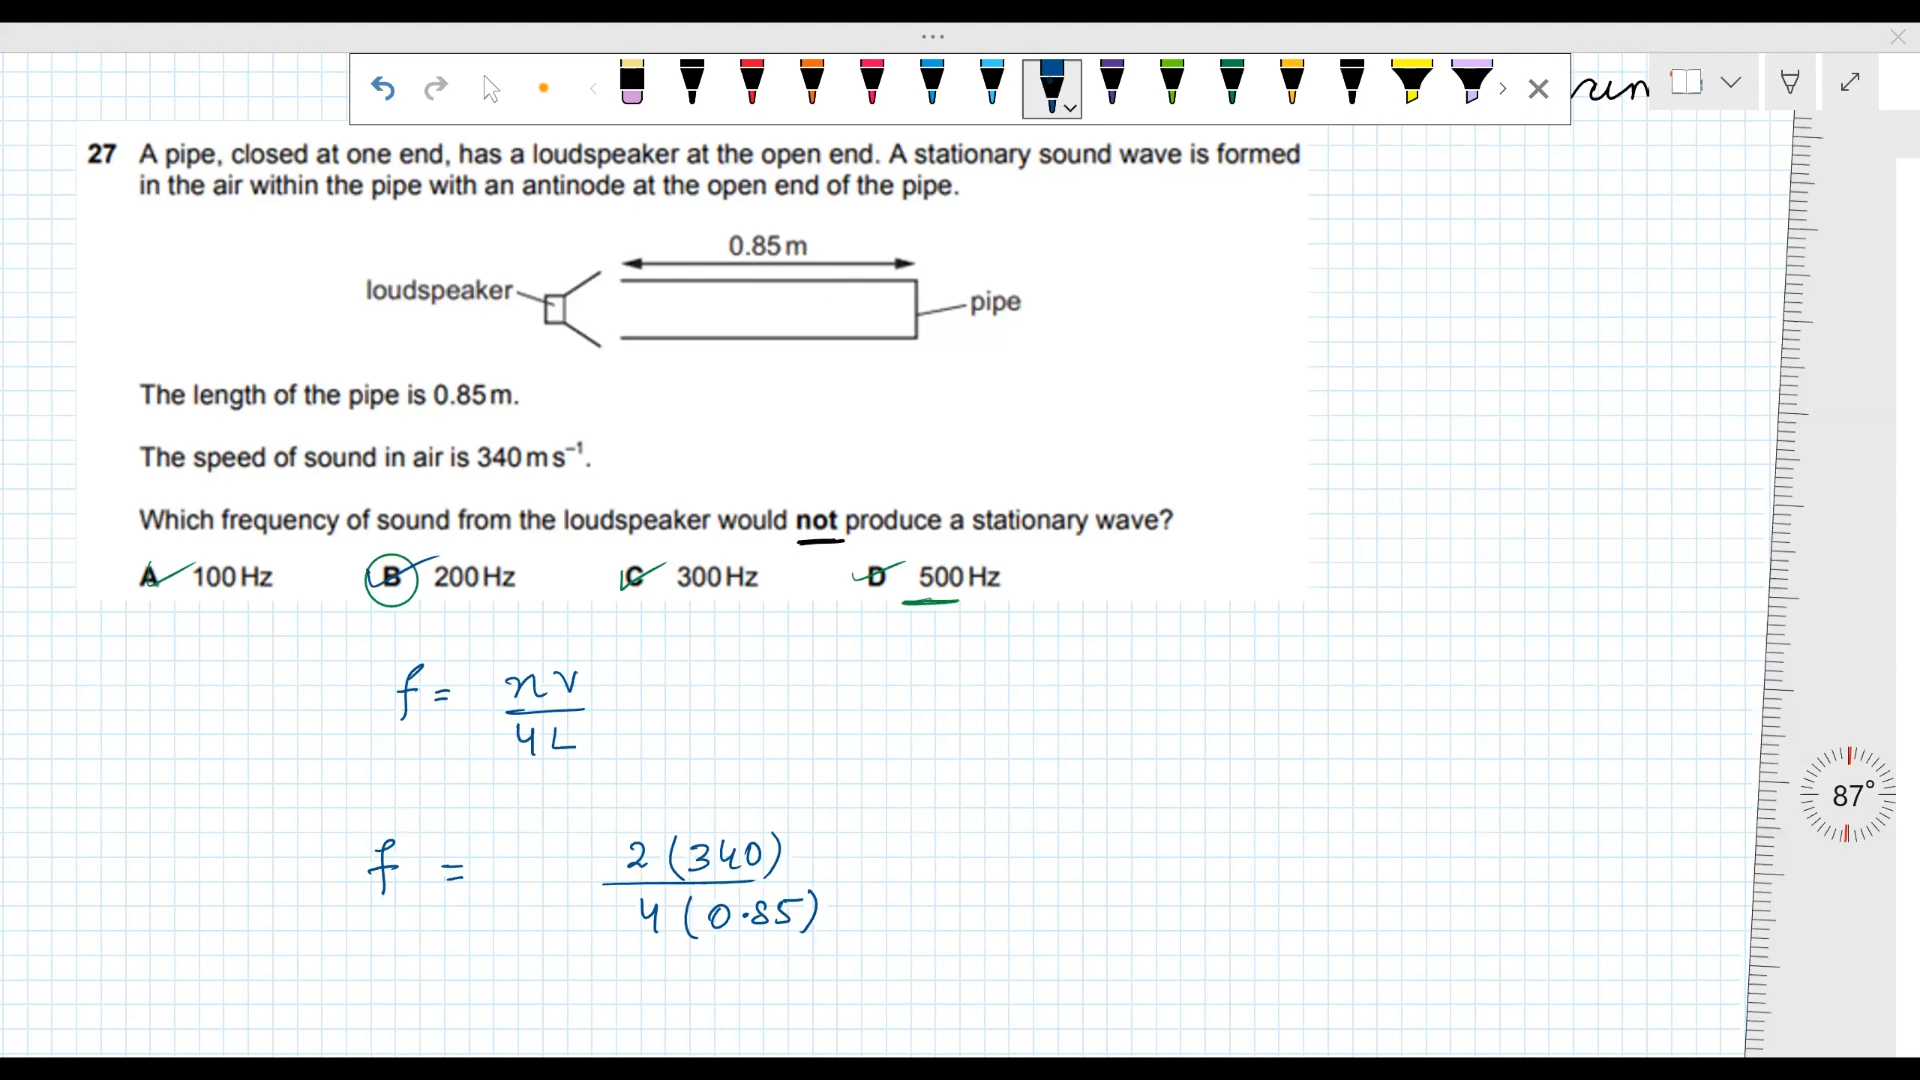 run
27 A pipe, closed at one end, has a loudspeaker at the open end. A stationary sound wave is formed
in the air within the pipe with an antinode at the open end of the pipe.
0.85 m
loudspeaker
pipe
The length of the pipe is 0.85 m.
The speed of sound in air is 340 m s⁻¹.
Which frequency of sound from the loudspeaker would not produce a stationary wave?
A 100 Hz B 200 Hz C 300 Hz D 500 Hz
f = nv
4L
87°
f = 2 (340)
4 (0.85)